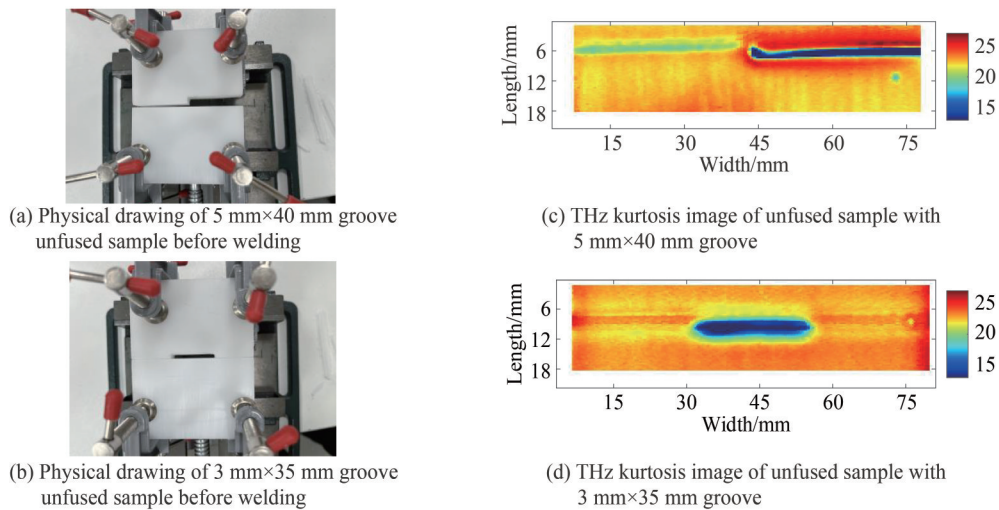 (a) Physical drawing of 5 mm×40 mm groove
unfused sample before welding
(b) Physical drawing of 3 mm×35 mm groove
unfused sample before welding
Length/mm
6
12
18
15
30
45
60
75
Width/mm
25
20
15
(c) THz kurtosis image of unfused sample with
5 mm×40 mm groove
Length/mm
6
12
18
15
30
45
60
75
Width/mm
25
20
15
(d) THz kurtosis image of unfused sample with
3 mm×35 mm groove